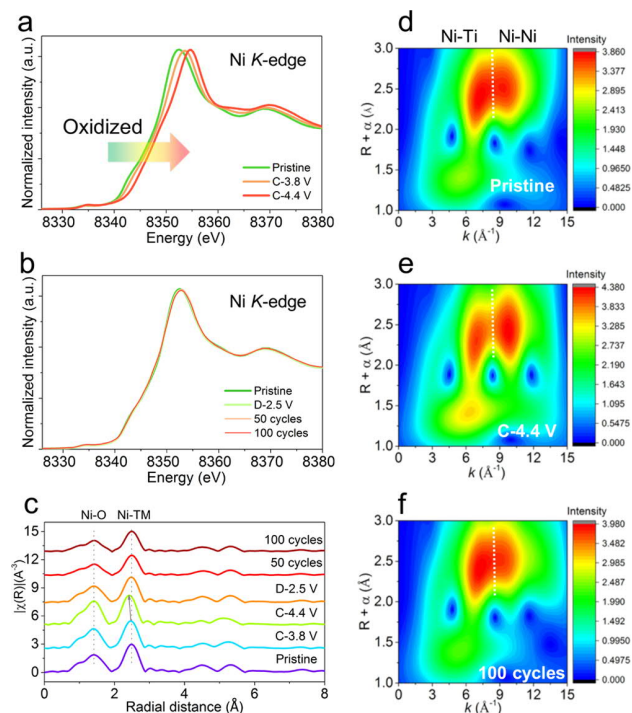 a
Ni K-edge
Oxidized
Pristine
C-3.8 V
C-4.4 V
Normalized intensity (a.u.)
8330 8340 8350 8360 8370 8380
Energy (eV)
b
Ni K-edge
Pristine
D-2.5 V
50 cycles
100 cycles
Normalized intensity (a.u.)
8330 8340 8350 8360 8370 8380
Energy (eV)
c
Ni-O Ni-TM
15
12
9
6
3
0
|χ(R)|(Å⁻³)
100 cycles
50 cycles
D-2.5 V
C-4.4 V
C-3.8 V
Pristine
0 2 4 6 8
Radial distance (Å)
d
Ni-Ti Ni-Ni
3.0
2.5
2.0
1.5
1.0
R + α (Å)
Pristine
0 3 6 9 12 15
k (Å⁻¹)
Intensity
3.860
3.378
2.895
2.413
1.930
1.448
0.9650
0.4825
0.000
e
3.0
2.5
2.0
1.5
1.0
R + α (Å)
C-4.4 V
0 3 6 9 12 15
k (Å⁻¹)
Intensity
4.380
3.833
3.285
2.737
2.190
1.643
1.095
0.5475
0.000
f
3.0
2.5
2.0
1.5
1.0
R + α (Å)
100 cycles
0 3 6 9 12 15
k (Å⁻¹)
Intensity
3.980
3.483
2.985
2.488
1.990
1.493
0.9950
0.4975
0.000